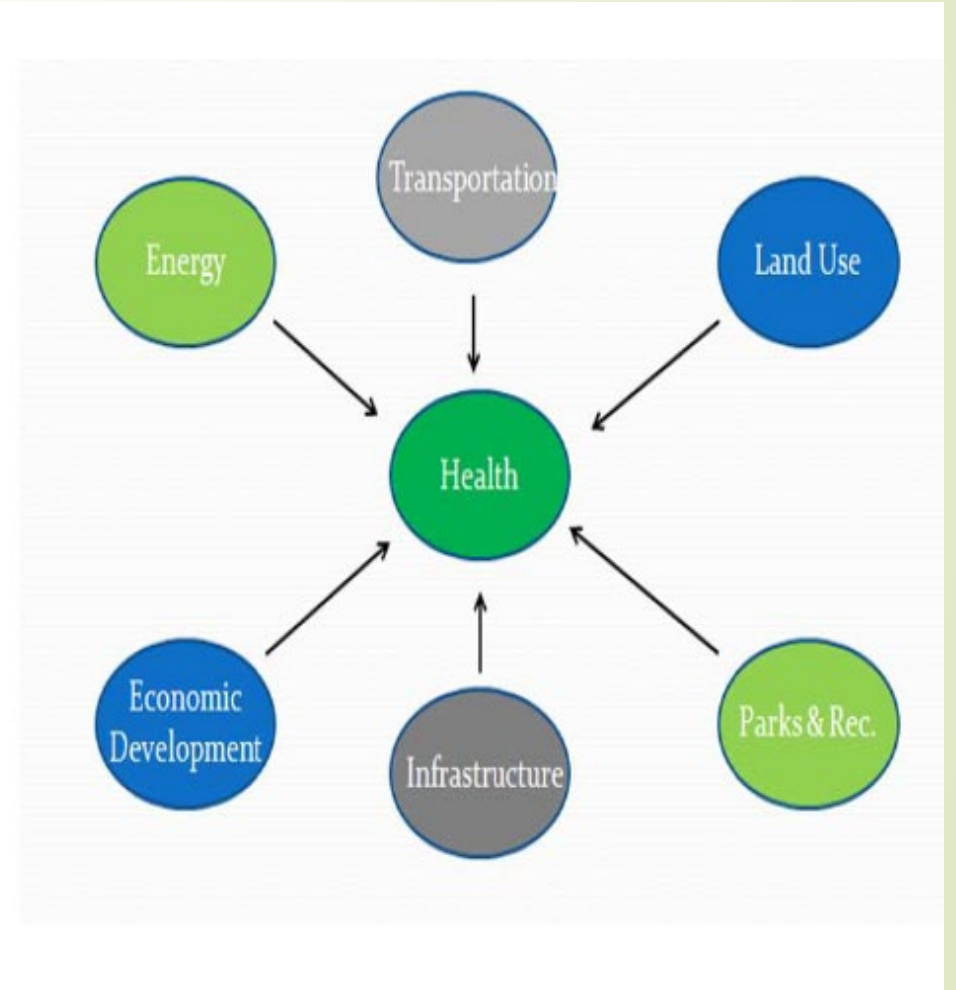 Transportation
Energy
Land Use
Health
Economic
Development
Infrastructure
Parks & Rec.